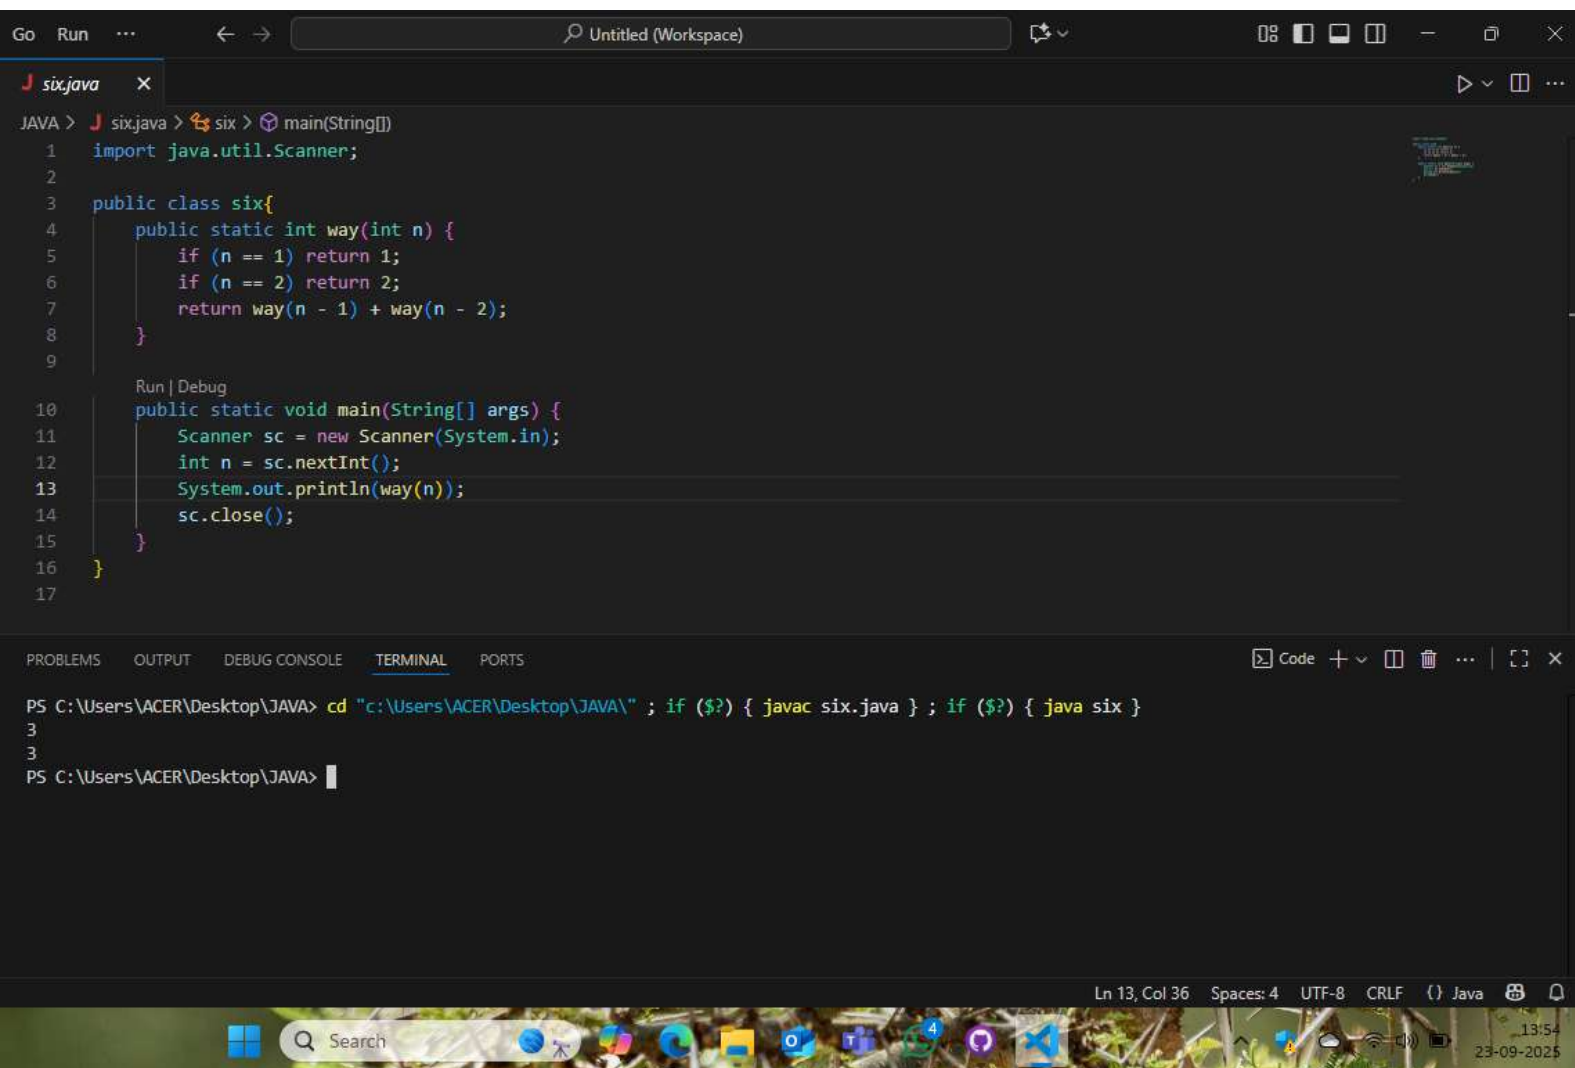 Go Run ··· Untitled (Workspace)
six.java
JAVA > six.java > six > main(String[])
1 import java.util.Scanner;
2
3 public class six{
4 public static int way(int n) {
5 if (n == 1) return 1;
6 if (n == 2) return 2;
7 return way(n - 1) + way(n - 2);
8 }
9
Run | Debug
10 public static void main(String[] args) {
11 Scanner sc = new Scanner(System.in);
12 int n = sc.nextInt();
13 System.out.println(way(n));
14 sc.close();
15 }
16 }
17
PROBLEMS OUTPUT DEBUG CONSOLE TERMINAL PORTS Code
PS C:\Users\ACER\Desktop\JAVA> cd "c:\Users\ACER\Desktop\JAVA\" ; if ($?) { javac six.java } ; if ($?) { java six }
3
3
PS C:\Users\ACER\Desktop\JAVA>
Ln 13, Col 36 Spaces: 4 UTF-8 CRLF {} Java
Search 4 13:54
23-09-2025